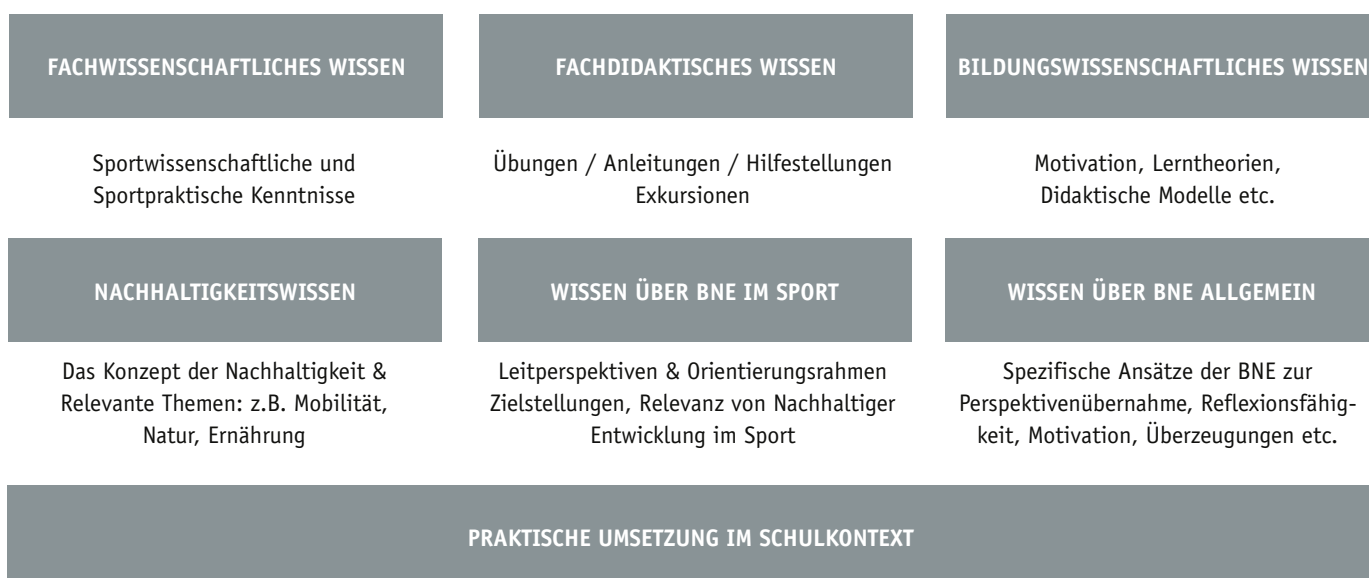 FACHWISSENSCHAFTLICHES WISSEN
FACHDIDAKTISCHES WISSEN
BILDUNGSWISSENSCHAFTLICHES WISSEN
Sportwissenschaftliche und
Sportpraktische Kenntnisse
Übungen / Anleitungen / Hilfestellungen
Exkursionen
Motivation, Lerntheorien,
Didaktische Modelle etc.
NACHHALTIGKEITSWISSEN
WISSEN ÜBER BNE IM SPORT
WISSEN ÜBER BNE ALLGEMEIN
Das Konzept der Nachhaltigkeit &
Relevante Themen: z.B. Mobilität,
Natur, Ernährung
Leitperspektiven & Orientierungsrahmen
Zielstellungen, Relevanz von Nachhaltiger
Entwicklung im Sport
Spezifische Ansätze der BNE zur
Perspektivenübernahme, Reflexionsfähig-
keit, Motivation, Überzeugungen etc.
PRAKTISCHE UMSETZUNG IM SCHULKONTEXT